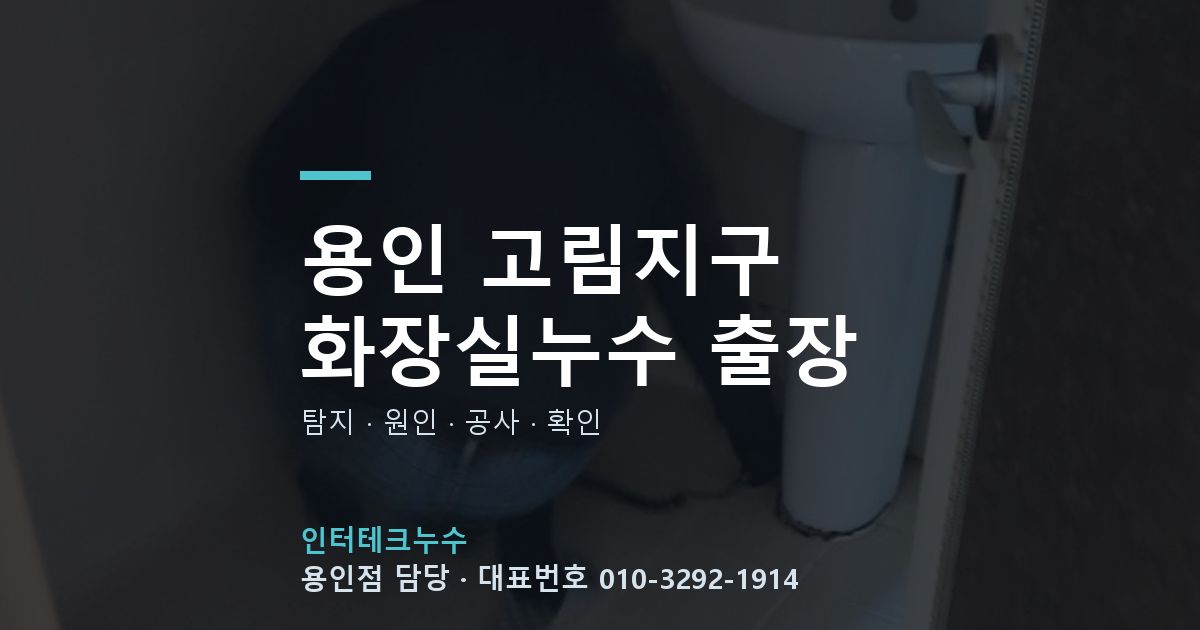 용인 고림지구
화장실누수 출장
탐지 · 원인 · 공사 · 확인
인터테크누수
용인점 담당 · 대표번호 010-3292-1914